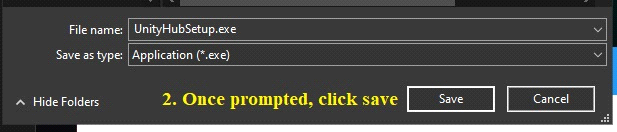 File name: UnityHubSetup.exe
Save as type: Application (*.exe)
Hide Folders 2. Once prompted, click save Save Cancel